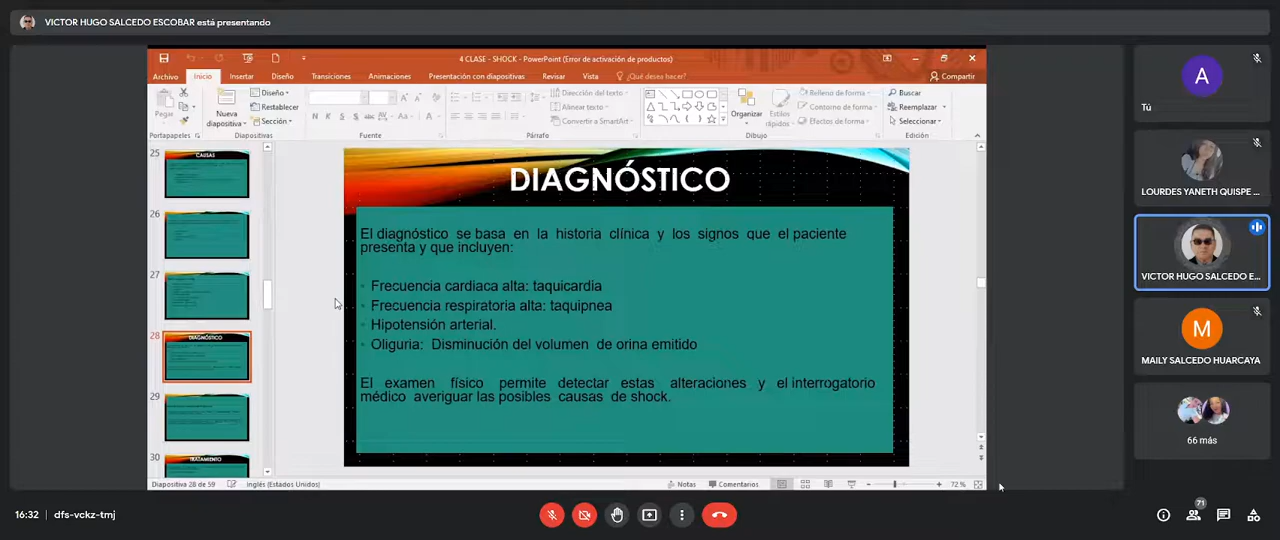 VICTOR HUGO SALCEDO ESCOBAR está presentando
4 CLASE - SHOCK - PowerPoint (Error de activación de productos)
Archivo Inicio Insertar Diseño Transiciones Animaciones Presentación con diapositivas Revisar Vista ¿Qué desea hacer? Compartir
Pegar
Nueva diapositiva
Diseño
Restablecer
Sección
Dirección del texto
Alinear texto
Convertir a SmartArt
Organizar
Estilos rápidos
Relleno de forma
Contorno de forma
Efectos de forma
Buscar
Reemplazar
Seleccionar
Portapapeles Diapositivas Fuente Párrafo Dibujo Edición
25
CAUSAS
26
27
28
DIAGNÓSTICO
29
30
TRATAMIENTO
DIAGNÓSTICO
El diagnóstico se basa en la historia clínica y los signos que el paciente
presenta y que incluyen:
Frecuencia cardiaca alta: taquicardia
Frecuencia respiratoria alta: taquipnea
Hipotensión arterial.
Oliguria: Disminución del volumen de orina emitido
El examen físico permite detectar estas alteraciones y el interrogatorio
médico averiguar las posibles causas de shock.
Diapositiva 28 de 59 Inglés (Estados Unidos) Notas Comentarios 72 %
A
Tú
LOURDES YANETH QUISPE ...
VICTOR HUGO SALCEDO E...
M
MAILY SALCEDO HUARCAYA
66 más
16:32 dfs-vckz-tmj
71